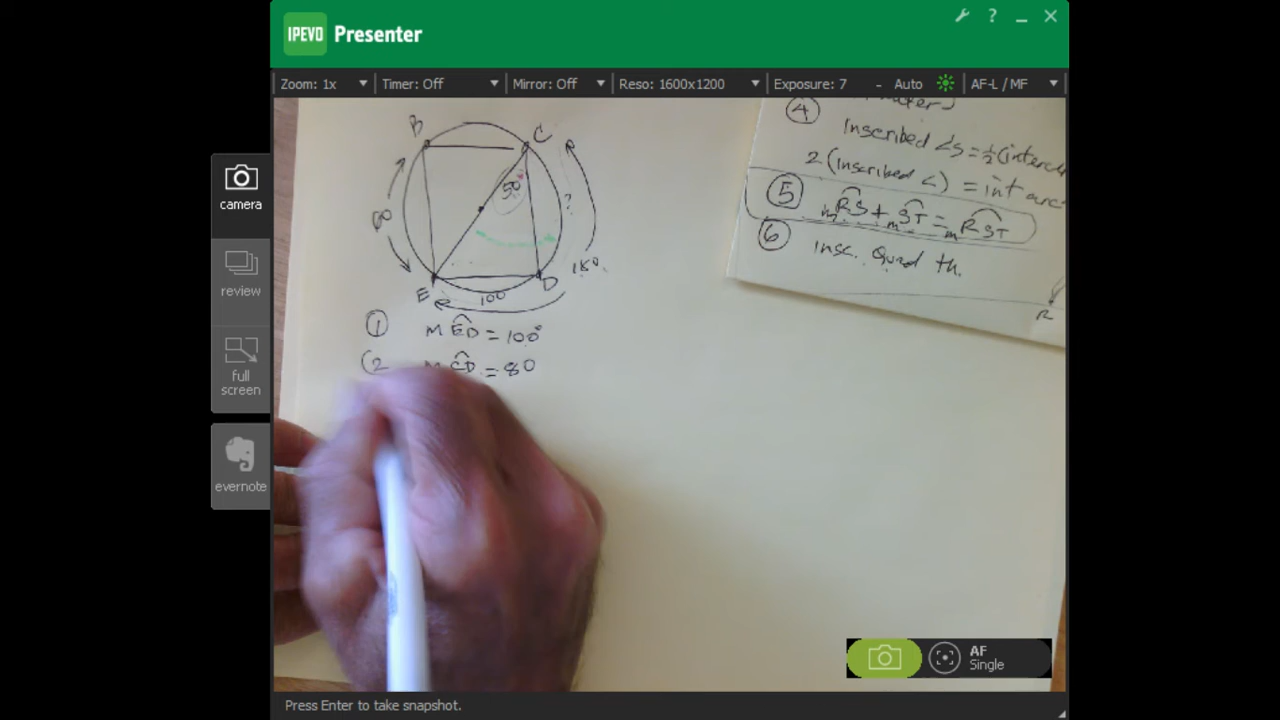 IPEVO Presenter
Zoom: 1x Timer: Off Mirror: Off Reso: 1600x1200 Exposure: 7 - Auto AF-L / MF
camera
review
full
screen
evernote
B C
50
?
80
180
E 100 D
① m ED = 100°
(2 m CD = 80
④
Inscribed ∠s = ½(interc
2(inscribed ∠) = int arc
⑤ mRS + mST = mRST
⑥ Insc. Quad th.
R
AF
Single
Press Enter to take snapshot.